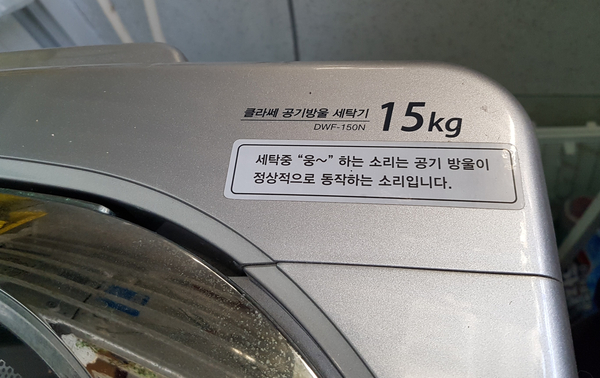 클라쎄 공기방울 세탁기 15kg
DWF-150N
세탁중 "웅~" 하는 소리는 공기 방울이
정상적으로 동작하는 소리입니다.